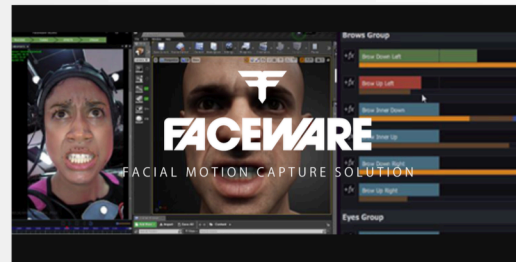 Brows Group
Brow Down Left
Brow Up Left
Brow Inner Down
Brow Inner Up
Brow Down Right
Brow Up Right
Eyes Group
FACEWARE
FACIAL MOTION CAPTURE SOLUTION